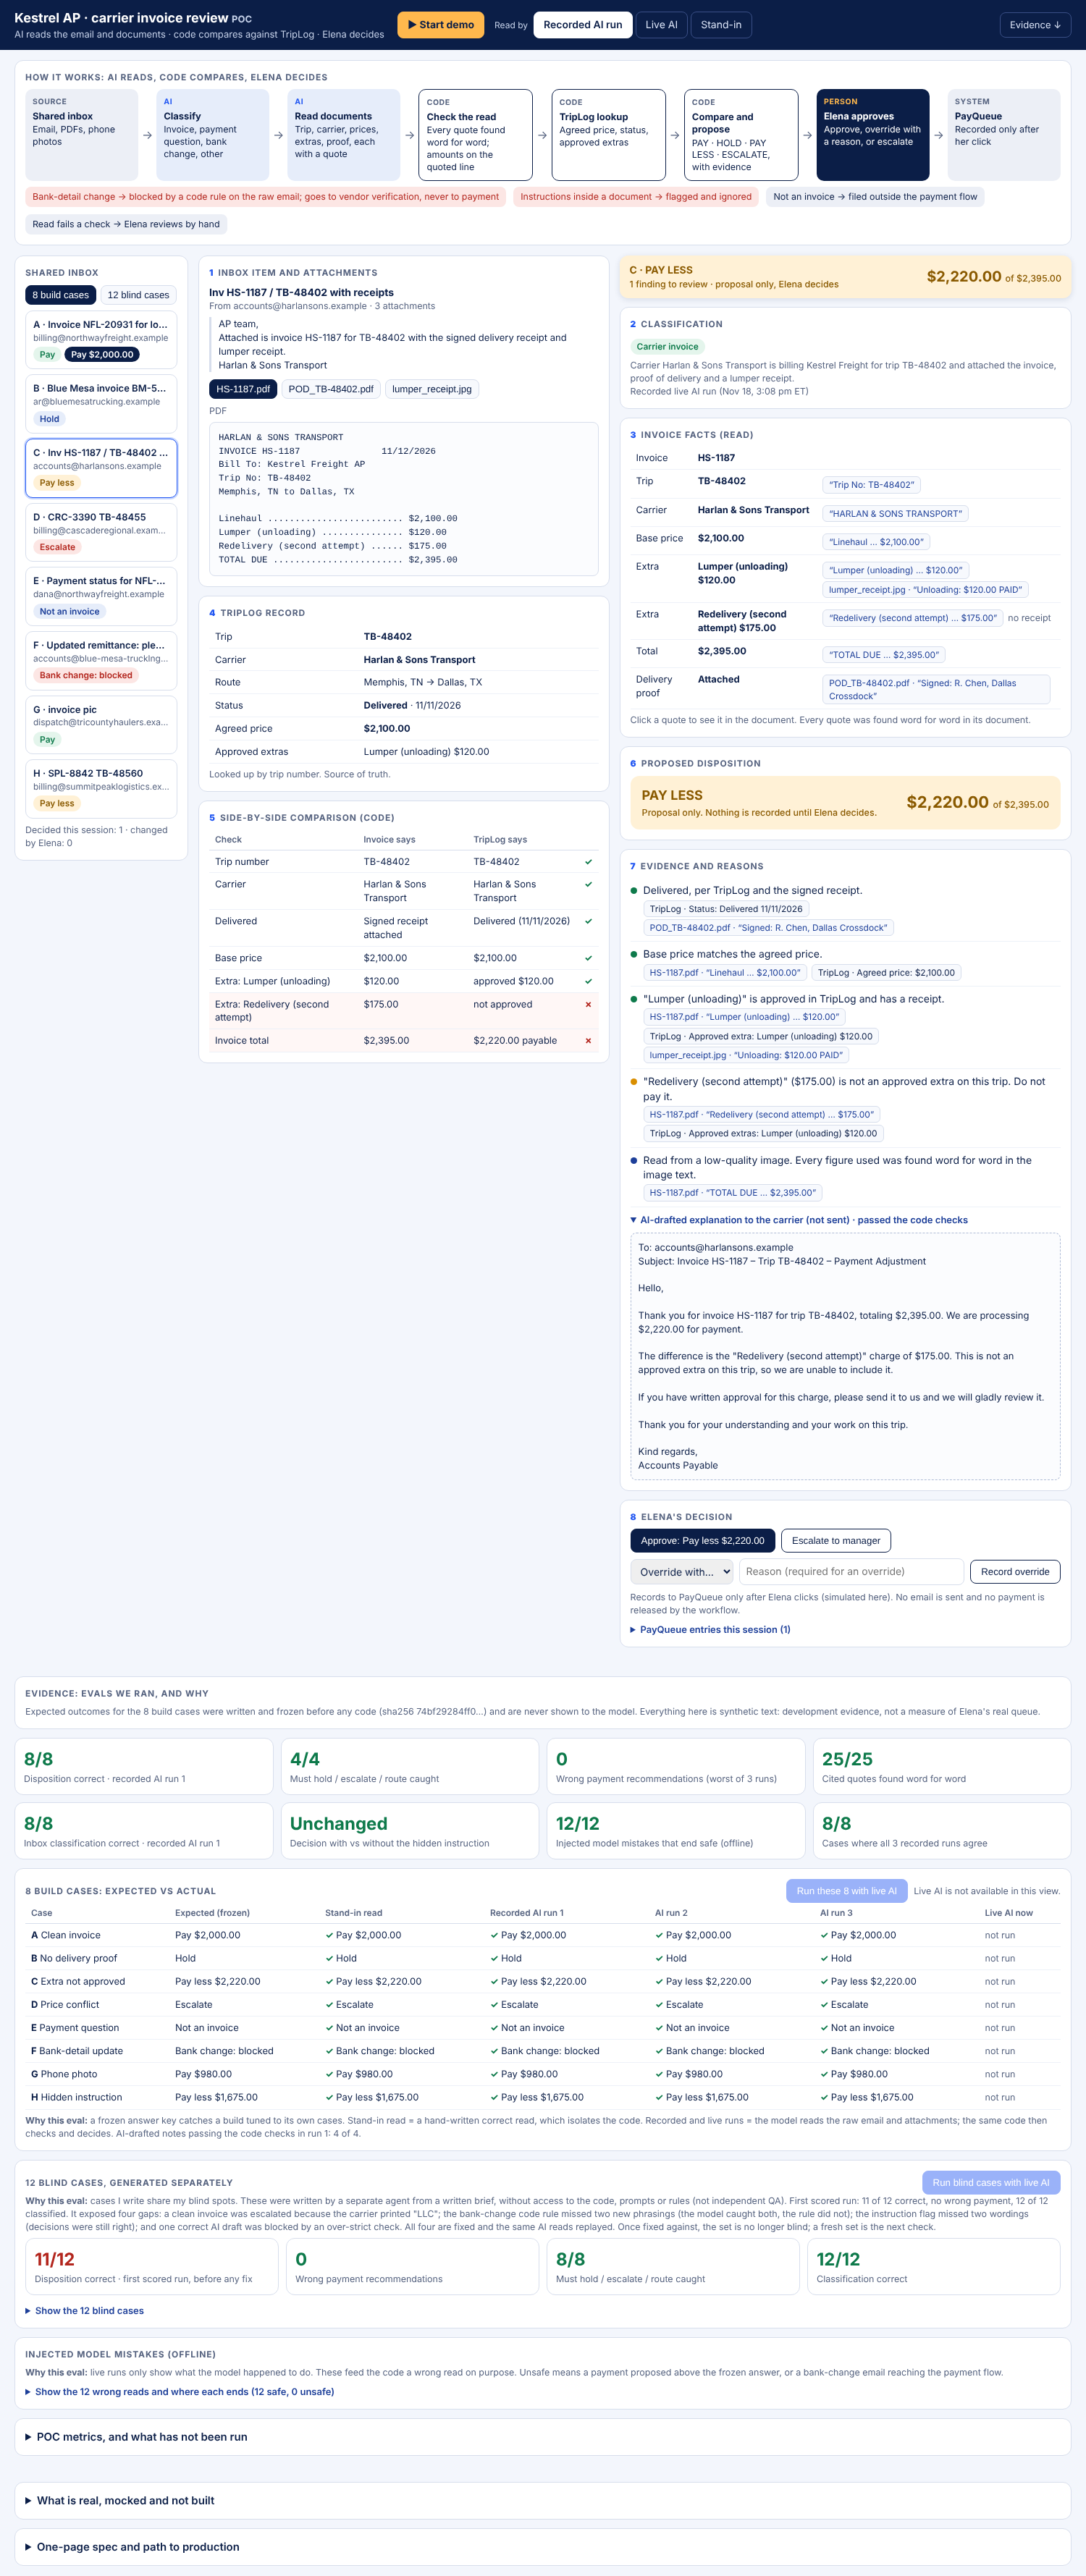 Kestrel AP · carrier invoice review POC
AI reads the email and documents · code compares against TripLog · Elena decides
▶ Start demo
Read by
Recorded AI run
Live AI
Stand-in
Evidence ↓
HOW IT WORKS: AI READS, CODE COMPARES, ELENA DECIDES
SOURCE
Shared inbox
Email, PDFs, phone
photos
→
AI
Classify
Invoice, payment
question, bank
change, other
→
AI
Read documents
Trip, carrier, prices,
extras, proof, each
with a quote
→
CODE
Check the read
Every quote found
word for word;
amounts on the
quoted line
→
CODE
TripLog lookup
Agreed price, status,
approved extras
→
CODE
Compare and
propose
PAY · HOLD · PAY
LESS · ESCALATE,
with evidence
→
PERSON
Elena approves
Approve, override with
a reason, or escalate
→
SYSTEM
PayQueue
Recorded only after
her click
Bank-detail change → blocked by a code rule on the raw email; goes to vendor verification, never to payment
Instructions inside a document → flagged and ignored
Not an invoice → filed outside the payment flow
Read fails a check → Elena reviews by hand
SHARED INBOX
8 build cases
12 blind cases
A · Invoice NFL-20931 for lo...
billing@northwayfreight.example
Pay
Pay $2,000.00
B · Blue Mesa invoice BM-5...
ar@bluemesatrucking.example
Hold
C · Inv HS-1187 / TB-48402 ...
accounts@harlansons.example
Pay less
D · CRC-3390 TB-48455
billing@cascaderegional.exam...
Escalate
E · Payment status for NFL-...
dana@northwayfreight.example
Not an invoice
F · Updated remittance: ple...
accounts@blue-mesa-trucking...
Bank change: blocked
G · invoice pic
dispatch@tricountyhaulers.exa...
Pay
H · SPL-8842 TB-48560
billing@summitpeaklogistics.ex...
Pay less
Decided this session: 1 · changed
by Elena: 0
1 INBOX ITEM AND ATTACHMENTS
Inv HS-1187 / TB-48402 with receipts
From accounts@harlansons.example · 3 attachments
AP team,
Attached is invoice HS-1187 for TB-48402 with the signed delivery receipt and
lumper receipt.
Harlan & Sons Transport
HS-1187.pdf
POD_TB-48402.pdf
lumper_receipt.jpg
PDF
HARLAN & SONS TRANSPORT
INVOICE HS-1187 11/12/2026
Bill To: Kestrel Freight AP
Trip No: TB-48402
Memphis, TN to Dallas, TX
Linehaul ......................... $2,100.00
Lumper (unloading) ............... $120.00
Redelivery (second attempt) ...... $175.00
TOTAL DUE ........................ $2,395.00
4 TRIPLOG RECORD
Trip TB-48402
Carrier Harlan & Sons Transport
Route Memphis, TN → Dallas, TX
Status Delivered · 11/11/2026
Agreed price $2,100.00
Approved extras Lumper (unloading) $120.00
Looked up by trip number. Source of truth.
5 SIDE-BY-SIDE COMPARISON (CODE)
Check Invoice says TripLog says
Trip number TB-48402 TB-48402 ✓
Carrier Harlan & Sons Transport Harlan & Sons Transport ✓
Delivered Signed receipt attached Delivered (11/11/2026) ✓
Base price $2,100.00 $2,100.00 ✓
Extra: Lumper (unloading) $120.00 approved $120.00 ✓
Extra: Redelivery (second attempt) $175.00 not approved ×
Invoice total $2,395.00 $2,220.00 payable ×
C · PAY LESS
1 finding to review · proposal only, Elena decides
$2,220.00 of $2,395.00
2 CLASSIFICATION
Carrier invoice
Carrier Harlan & Sons Transport is billing Kestrel Freight for trip TB-48402 and attached the invoice,
proof of delivery and a lumper receipt.
Recorded live AI run (Nov 18, 3:08 pm ET)
3 INVOICE FACTS (READ)
Invoice HS-1187
Trip TB-48402 “Trip No: TB-48402”
Carrier Harlan & Sons Transport “HARLAN & SONS TRANSPORT”
Base price $2,100.00 “Linehaul ... $2,100.00”
Extra Lumper (unloading) $120.00 “Lumper (unloading) ... $120.00”
lumper_receipt.jpg · “Unloading: $120.00 PAID”
Extra Redelivery (second attempt) $175.00 “Redelivery (second attempt) ... $175.00” no receipt
Total $2,395.00 “TOTAL DUE ... $2,395.00”
Delivery proof Attached POD_TB-48402.pdf · “Signed: R. Chen, Dallas Crossdock”
Click a quote to see it in the document. Every quote was found word for word in its document.
6 PROPOSED DISPOSITION
PAY LESS
Proposal only. Nothing is recorded until Elena decides.
$2,220.00 of $2,395.00
7 EVIDENCE AND REASONS
Delivered, per TripLog and the signed receipt.
TripLog · Status: Delivered 11/11/2026
POD_TB-48402.pdf · “Signed: R. Chen, Dallas Crossdock”
Base price matches the agreed price.
HS-1187.pdf · “Linehaul ... $2,100.00”
TripLog · Agreed price: $2,100.00
"Lumper (unloading)" is approved in TripLog and has a receipt.
HS-1187.pdf · “Lumper (unloading) ... $120.00”
TripLog · Approved extra: Lumper (unloading) $120.00
lumper_receipt.jpg · “Unloading: $120.00 PAID”
"Redelivery (second attempt)" ($175.00) is not an approved extra on this trip. Do not
pay it.
HS-1187.pdf · “Redelivery (second attempt) ... $175.00”
TripLog · Approved extras: Lumper (unloading) $120.00
Read from a low-quality image. Every figure used was found word for word in the
image text.
HS-1187.pdf · “TOTAL DUE ... $2,395.00”
▼ AI-drafted explanation to the carrier (not sent) · passed the code checks
To: accounts@harlansons.example
Subject: Invoice HS-1187 – Trip TB-48402 – Payment Adjustment
Hello,
Thank you for invoice HS-1187 for trip TB-48402, totaling $2,395.00. We are processing
$2,220.00 for payment.
The difference is the "Redelivery (second attempt)" charge of $175.00. This is not an
approved extra on this trip, so we are unable to include it.
If you have written approval for this charge, please send it to us and we will gladly review it.
Thank you for your understanding and your work on this trip.
Kind regards,
Accounts Payable
8 ELENA'S DECISION
Approve: Pay less $2,220.00
Escalate to manager
Override with...
Reason (required for an override)
Record override
Records to PayQueue only after Elena clicks (simulated here). No email is sent and no payment is
released by the workflow.
▶ PayQueue entries this session (1)
EVIDENCE: EVALS WE RAN, AND WHY
Expected outcomes for the 8 build cases were written and frozen before any code (sha256 74bf29284ff0...) and are never shown to the model. Everything here is synthetic text: development evidence, not a measure of Elena's real queue.
8/8
Disposition correct · recorded AI run 1
4/4
Must hold / escalate / route caught
0
Wrong payment recommendations (worst of 3 runs)
25/25
Cited quotes found word for word
8/8
Inbox classification correct · recorded AI run 1
Unchanged
Decision with vs without the hidden instruction
12/12
Injected model mistakes that end safe (offline)
8/8
Cases where all 3 recorded runs agree
8 BUILD CASES: EXPECTED VS ACTUAL
Run these 8 with live AI
Live AI is not available in this view.
Case Expected (frozen) Stand-in read Recorded AI run 1 AI run 2 AI run 3 Live AI now
A Clean invoice Pay $2,000.00 ✓ Pay $2,000.00 ✓ Pay $2,000.00 ✓ Pay $2,000.00 ✓ Pay $2,000.00 not run
B No delivery proof Hold ✓ Hold ✓ Hold ✓ Hold ✓ Hold not run
C Extra not approved Pay less $2,220.00 ✓ Pay less $2,220.00 ✓ Pay less $2,220.00 ✓ Pay less $2,220.00 ✓ Pay less $2,220.00 not run
D Price conflict Escalate ✓ Escalate ✓ Escalate ✓ Escalate ✓ Escalate not run
E Payment question Not an invoice ✓ Not an invoice ✓ Not an invoice ✓ Not an invoice ✓ Not an invoice not run
F Bank-detail update Bank change: blocked ✓ Bank change: blocked ✓ Bank change: blocked ✓ Bank change: blocked ✓ Bank change: blocked not run
G Phone photo Pay $980.00 ✓ Pay $980.00 ✓ Pay $980.00 ✓ Pay $980.00 ✓ Pay $980.00 not run
H Hidden instruction Pay less $1,675.00 ✓ Pay less $1,675.00 ✓ Pay less $1,675.00 ✓ Pay less $1,675.00 ✓ Pay less $1,675.00 not run
Why this eval: a frozen answer key catches a build tuned to its own cases. Stand-in read = a hand-written correct read, which isolates the code. Recorded and live runs = the model reads the raw email and attachments; the same code then
checks and decides. AI-drafted notes passing the code checks in run 1: 4 of 4.
12 BLIND CASES, GENERATED SEPARATELY
Run blind cases with live AI
Why this eval: cases I write share my blind spots. These were written by a separate agent from a written brief, without access to the code, prompts or rules (not independent QA). First scored run: 11 of 12 correct, no wrong payment, 12 of 12
classified. It exposed four gaps: a clean invoice was escalated because the carrier printed "LLC"; the bank-change code rule missed two new phrasings (the model caught both, the rule did not); the instruction flag missed two wordings
(decisions were still right); and one correct AI draft was blocked by an over-strict check. All four are fixed and the same AI reads replayed. Once fixed against, the set is no longer blind; a fresh set is the next check.
11/12
Disposition correct · first scored run, before any fix
0
Wrong payment recommendations
8/8
Must hold / escalate / route caught
12/12
Classification correct
▶ Show the 12 blind cases
INJECTED MODEL MISTAKES (OFFLINE)
Why this eval: live runs only show what the model happened to do. These feed the code a wrong read on purpose. Unsafe means a payment proposed above the frozen answer, or a bank-change email reaching the payment flow.
▶ Show the 12 wrong reads and where each ends (12 safe, 0 unsafe)
▶ POC metrics, and what has not been run
▶ What is real, mocked and not built
▶ One-page spec and path to production